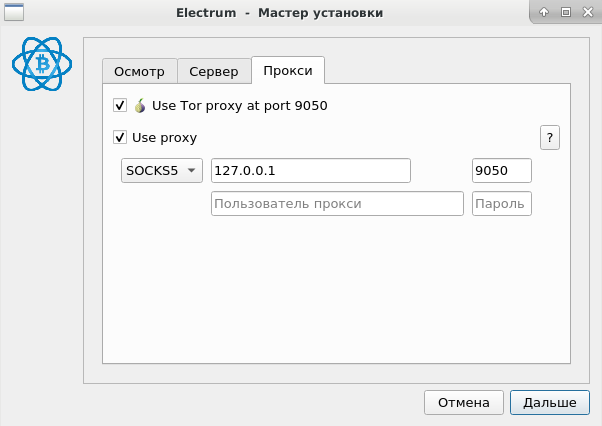 Electrum - Мастер установки
Осмотр Сервер Прокси
Use Tor proxy at port 9050
Use proxy ?
SOCKS5 127.0.0.1 9050
Пользователь прокси Пароль
Отмена Дальше